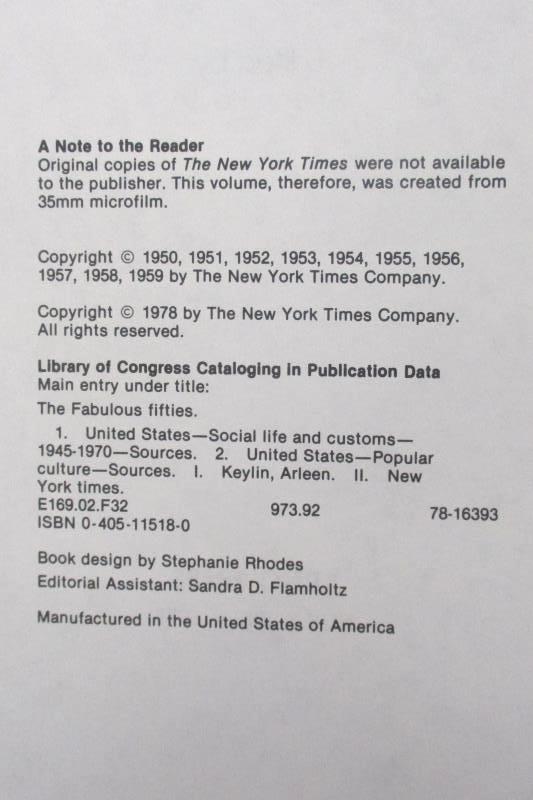 A Note to the Reader
Original copies of The New York Times were not available
to the publisher. This volume, therefore, was created from
35mm microfilm.
Copyright © 1950, 1951, 1952, 1953, 1954, 1955, 1956,
1957, 1958, 1959 by The New York Times Company.
Copyright © 1978 by The New York Times Company.
All rights reserved.
Library of Congress Cataloging in Publication Data
Main entry under title:
The Fabulous fifties.
1. United States—Social life and customs—
1945-1970—Sources. 2. United States—Popular
culture—Sources. I. Keylin, Arleen. II. New
York times.
E169.02.F32 973.92 78-16393
ISBN 0-405-11518-0
Book design by Stephanie Rhodes
Editorial Assistant: Sandra D. Flamholtz
Manufactured in the United States of America